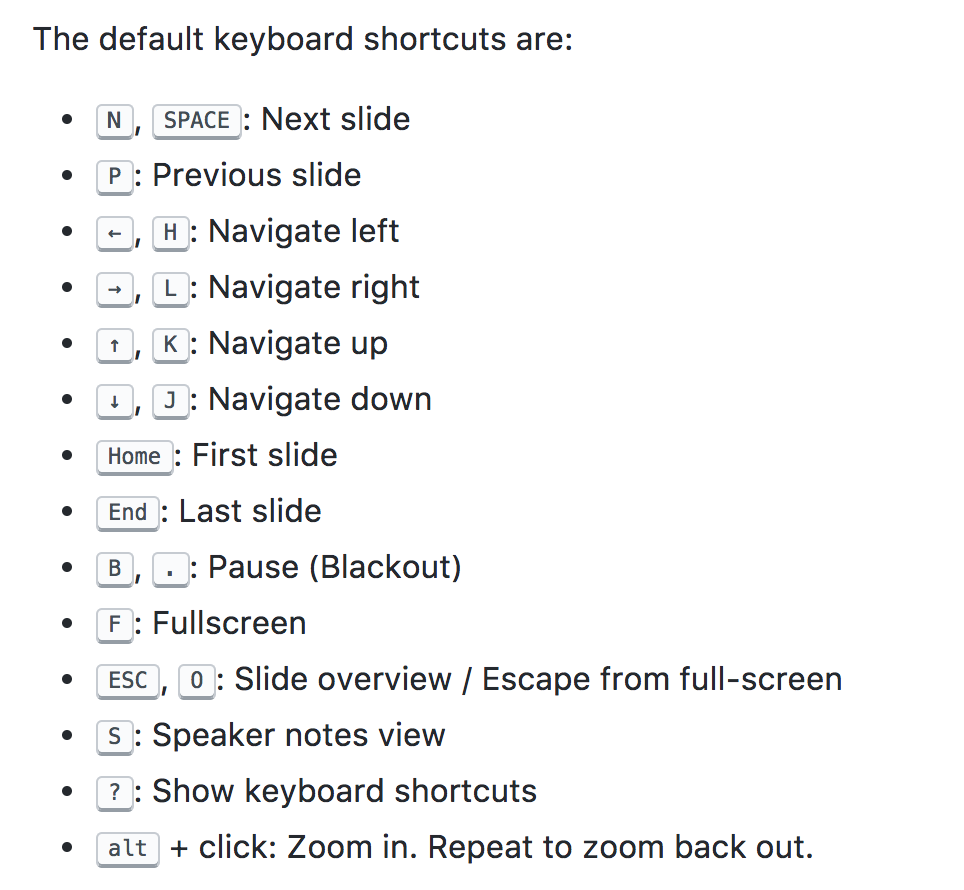 The default keyboard shortcuts are:
• N, SPACE: Next slide
• P: Previous slide
• ←, H: Navigate left
• →, L: Navigate right
• ↑, K: Navigate up
• ↓, J: Navigate down
• Home: First slide
• End: Last slide
• B, .: Pause (Blackout)
• F: Fullscreen
• ESC, O: Slide overview / Escape from full-screen
• S: Speaker notes view
• ?: Show keyboard shortcuts
• alt + click: Zoom in. Repeat to zoom back out.